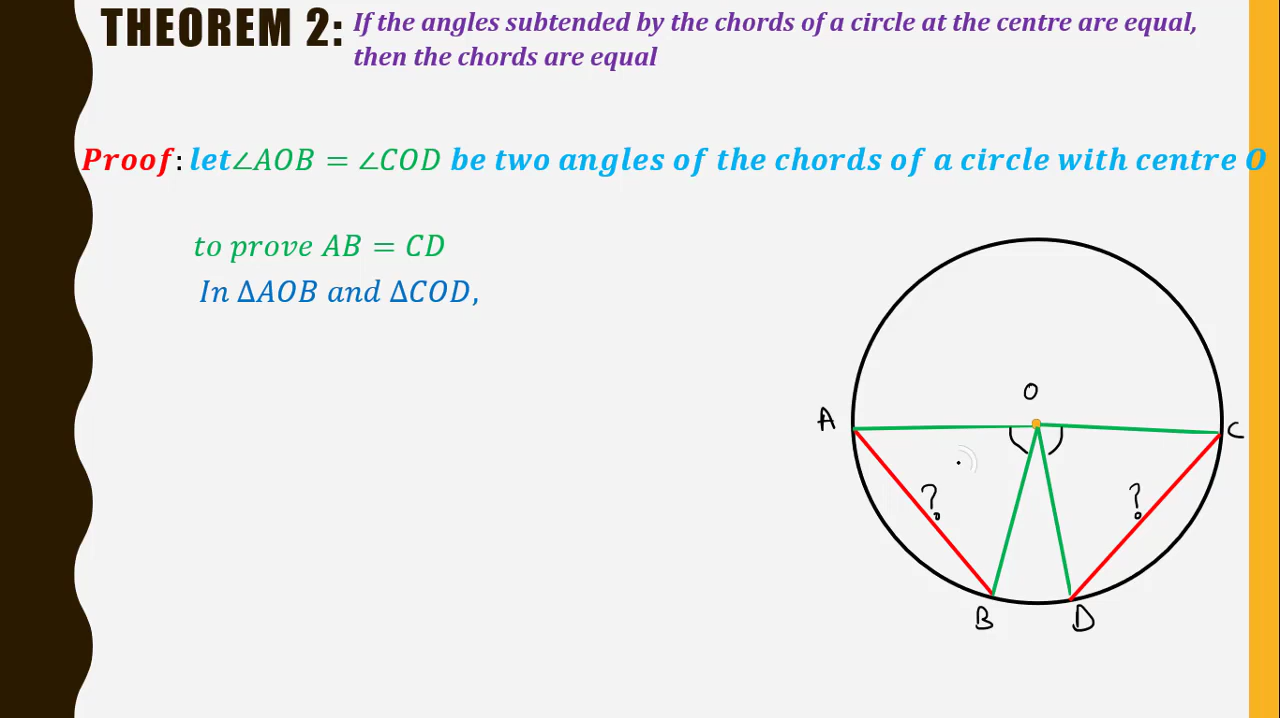 THEOREM 2: If the angles subtended by the chords of a circle at the centre are equal,
then the chords are equal
Proof: let∠AOB = ∠COD be two angles of the chords of a circle with centre O
to prove AB = CD
In ΔAOB and ΔCOD,
O
A
C
?
?
B
D